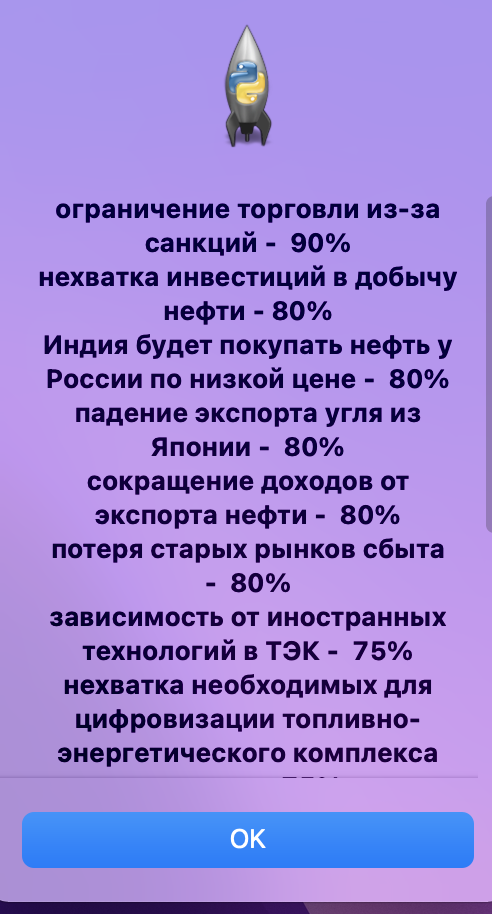 ограничение торговли из-за
санкций -  90%
нехватка инвестиций в добычу
нефти - 80%
Индия будет покупать нефть у
России по низкой цене -  80%
падение экспорта угля из
Японии -  80%
сокращение доходов от
экспорта нефти -  80%
потеря старых рынков сбыта
-  80%
зависимость от иностранных
технологий в ТЭК -  75%
нехватка необходимых для
цифровизации топливно-
энергетического комплекса
OK